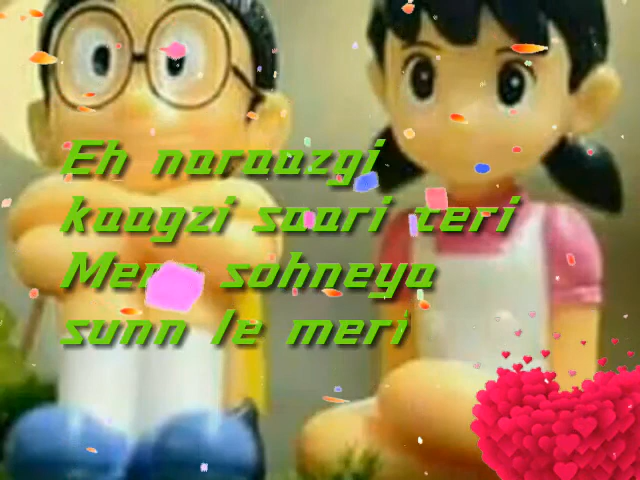 Eh naraazgi
kaagzi saari teri
Mere sohneya
sunn le meri